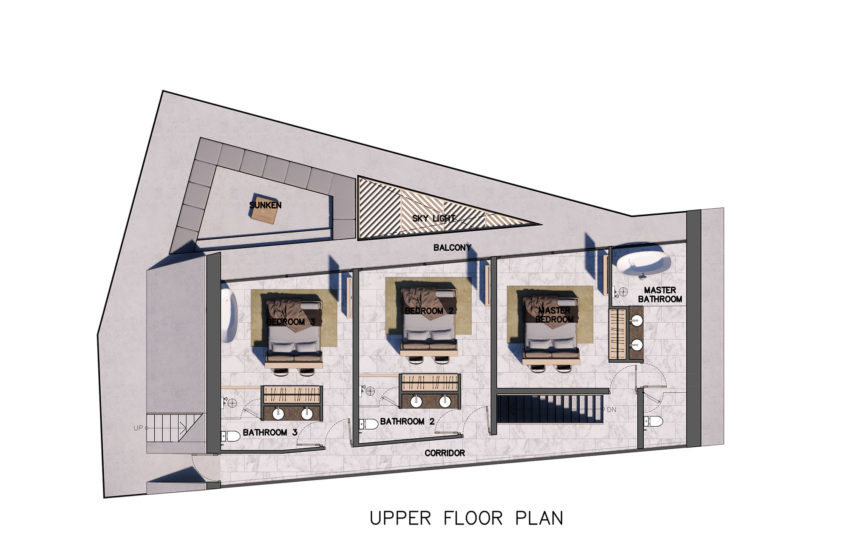 SUNKEN
SKY LIGHT
BALCONY
MASTER
BATHROOM
BEDROOM 3
BEDROOM 2
MASTER
BEDROOM
DN
UP
BATHROOM 3
BATHROOM 2
CORRIDOR
UPPER FLOOR PLAN